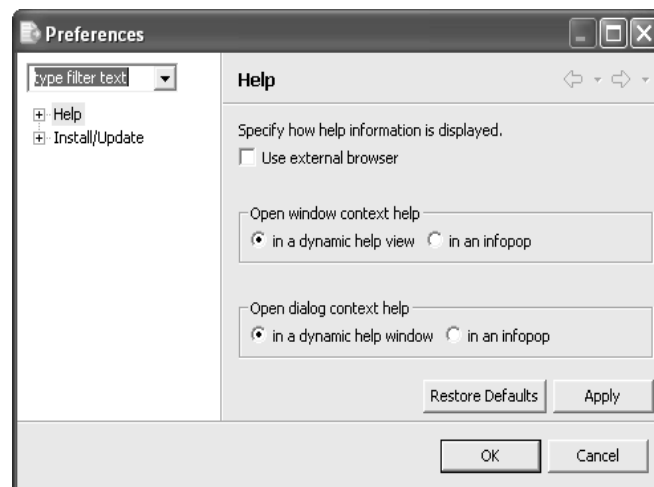 Preferences
type filter text
Help
Install/Update
Help
Specify how help information is displayed.
Use external browser
Open window context help
in a dynamic help view in an infopop
Open dialog context help
in a dynamic help window in an infopop
Restore Defaults Apply
OK Cancel